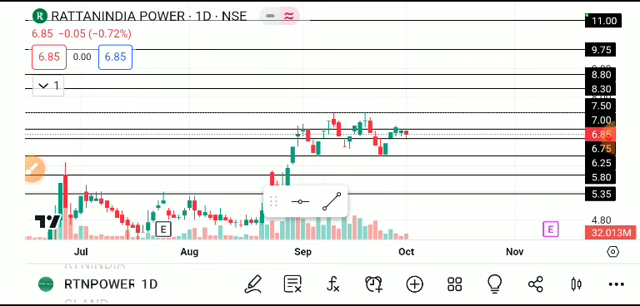 RATTANINDIA POWER · 1D · NSE
6.85 -0.05 (-0.72%)
6.85 0.00 6.85
1
11.00
9.75
8.80
8.30
7.50
7.00
6.85
6.75
6.25
5.80
5.35
4.80
32.013M
E
E
Jul Aug Sep Oct Nov
RTNINDIA
RTNPOWER 1D